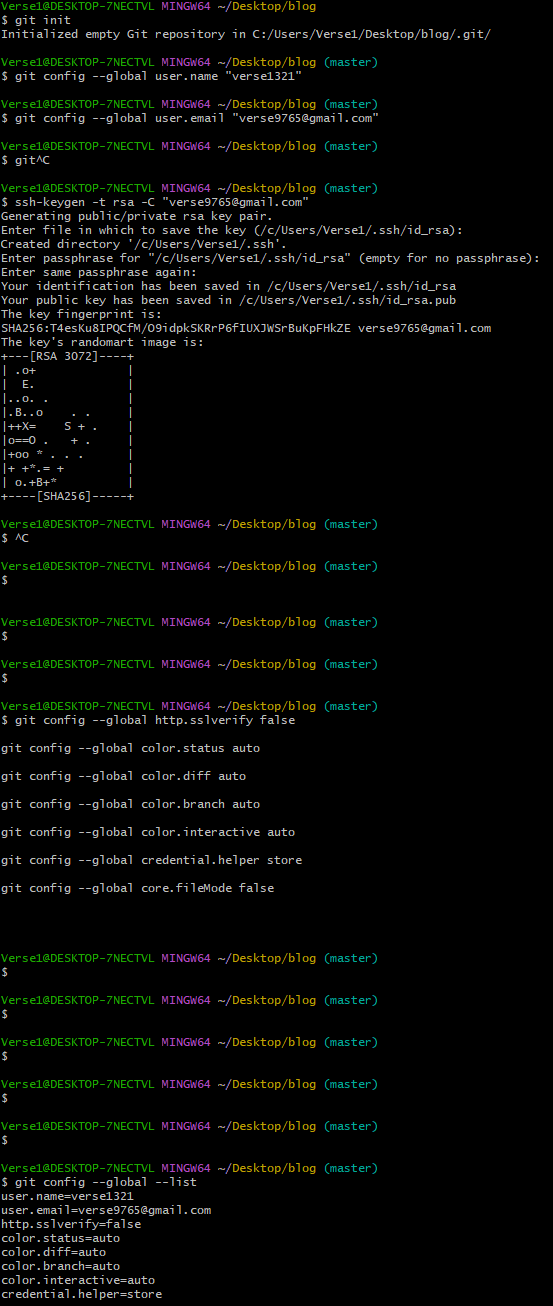 Verse1@DESKTOP-7NECTVL MINGW64 ~/Desktop/blog
$ git init
Initialized empty Git repository in C:/Users/Verse1/Desktop/blog/.git/
Verse1@DESKTOP-7NECTVL MINGW64 ~/Desktop/blog (master)
$ git config --global user.name "verse1321"
Verse1@DESKTOP-7NECTVL MINGW64 ~/Desktop/blog (master)
$ git config --global user.email "verse9765@gmail.com"
Verse1@DESKTOP-7NECTVL MINGW64 ~/Desktop/blog (master)
$ git^C
Verse1@DESKTOP-7NECTVL MINGW64 ~/Desktop/blog (master)
$ ssh-keygen -t rsa -C "verse9765@gmail.com"
Generating public/private rsa key pair.
Enter file in which to save the key (/c/Users/Verse1/.ssh/id_rsa):
Created directory '/c/Users/Verse1/.ssh'.
Enter passphrase for "/c/Users/Verse1/.ssh/id_rsa" (empty for no passphrase):
Enter same passphrase again:
Your identification has been saved in /c/Users/Verse1/.ssh/id_rsa
Your public key has been saved in /c/Users/Verse1/.ssh/id_rsa.pub
The key fingerprint is:
SHA256:T4esKu8IPQCfM/O9idpkSKRrP6fIUXJWSrBuKpFHkZE verse9765@gmail.com
The key's randomart image is:
+---[RSA 3072]----+
| .o+             |
|  E.             |
|..o. .           |
|.B..o    . .     |
|++X=    S + .    |
|o==O .   + .     |
|+oo * . . .      |
|+ +*.= +         |
| o.+B+*          |
+----[SHA256]-----+
Verse1@DESKTOP-7NECTVL MINGW64 ~/Desktop/blog (master)
$ ^C
Verse1@DESKTOP-7NECTVL MINGW64 ~/Desktop/blog (master)
$
Verse1@DESKTOP-7NECTVL MINGW64 ~/Desktop/blog (master)
$
Verse1@DESKTOP-7NECTVL MINGW64 ~/Desktop/blog (master)
$
Verse1@DESKTOP-7NECTVL MINGW64 ~/Desktop/blog (master)
$ git config --global http.sslverify false
git config --global color.status auto
git config --global color.diff auto
git config --global color.branch auto
git config --global color.interactive auto
git config --global credential.helper store
git config --global core.fileMode false
Verse1@DESKTOP-7NECTVL MINGW64 ~/Desktop/blog (master)
$
Verse1@DESKTOP-7NECTVL MINGW64 ~/Desktop/blog (master)
$
Verse1@DESKTOP-7NECTVL MINGW64 ~/Desktop/blog (master)
$
Verse1@DESKTOP-7NECTVL MINGW64 ~/Desktop/blog (master)
$
Verse1@DESKTOP-7NECTVL MINGW64 ~/Desktop/blog (master)
$
Verse1@DESKTOP-7NECTVL MINGW64 ~/Desktop/blog (master)
$ git config --global --list
user.name=verse1321
user.email=verse9765@gmail.com
http.sslverify=false
color.status=auto
color.diff=auto
color.branch=auto
color.interactive=auto
credential.helper=store